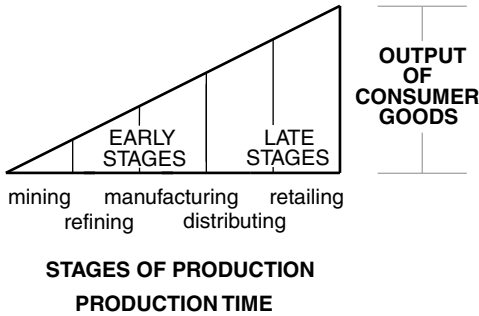 OUTPUT
OF
CONSUMER
GOODS
EARLY
STAGES
LATE
STAGES
mining manufacturing retailing
refining distributing
STAGES OF PRODUCTION
PRODUCTION TIME